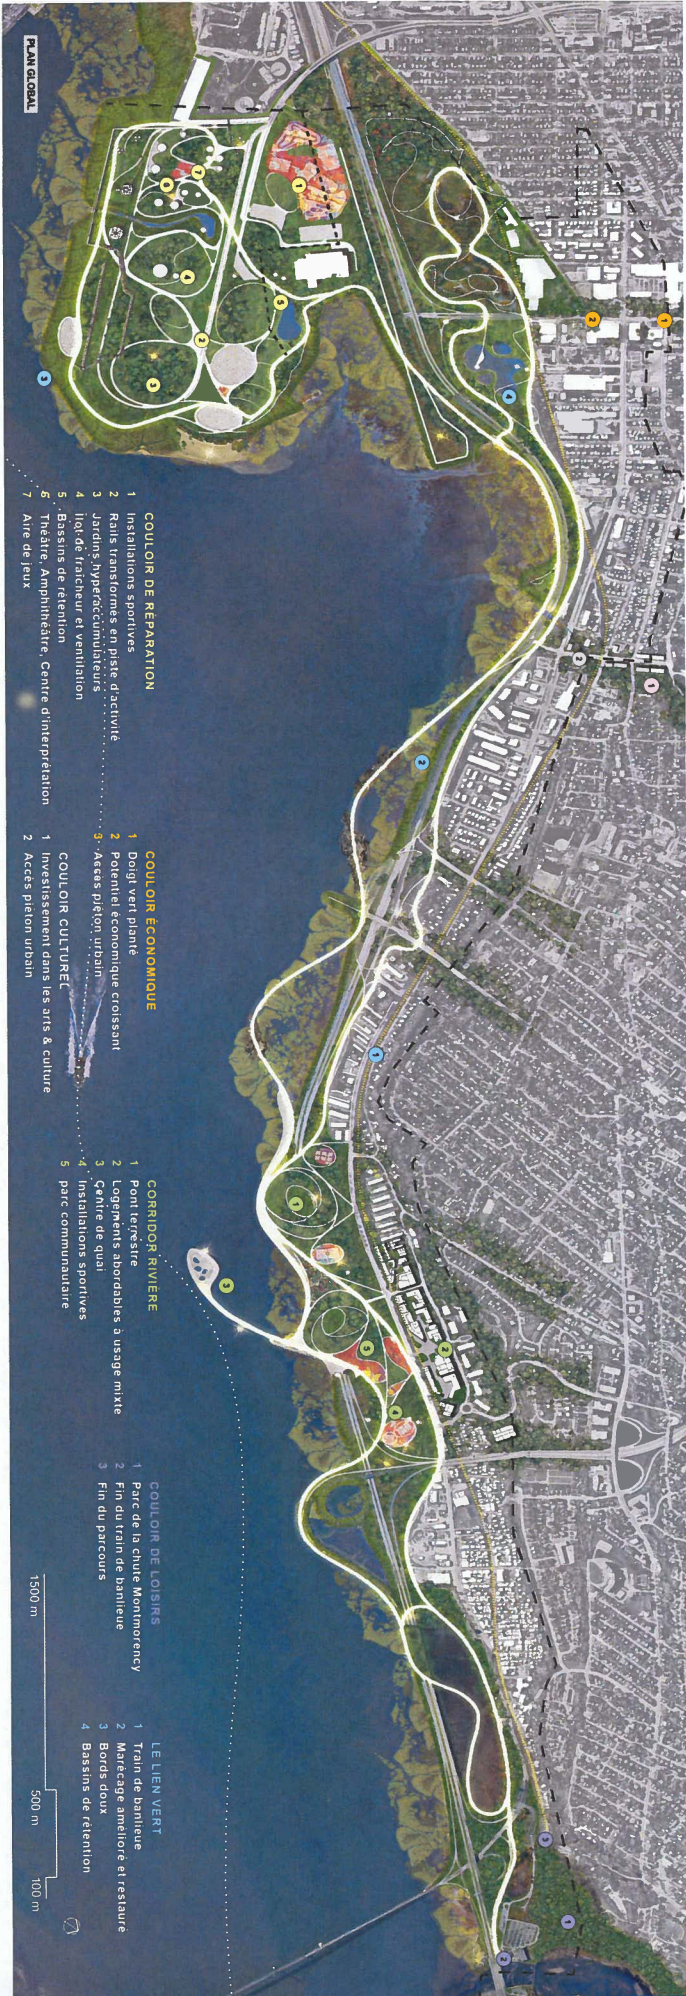 PLAN GLOBAL
COULOIR DE RÉPARATION
1 Installations sportives
2 Rails transformés en piste d'activité
3 Jardins hyperaccumulateurs
4 Îlot de fraîcheur et ventilation
5 Bassins de rétention
6 Théâtre, Amphithéâtre, Centre d'interprétation
7 Aire de jeux
COULOIR ÉCONOMIQUE
1 Doigt vert planté
2 Potentiel économique croissant
3 Accès piéton urbain
COULOIR CULTUREL
1 Investissement dans les arts & culture
2 Accès piéton urbain
CORRIDOR RIVIÈRE
1 Pont terrestre
2 Logements abordables à usage mixte
3 Centre de quai
4 Installations sportives
5 parc communautaire
COULOIR DE LOISIRS
1 Parc de la chute Montmorency
2 Fin du train de banlieue
3 Fin du parcours
LE LIEN VERT
1 Train de banlieue
2 Marécage amélioré et restauré
3 Bords doux
4 Bassins de rétention
1500 m
500 m
100 m